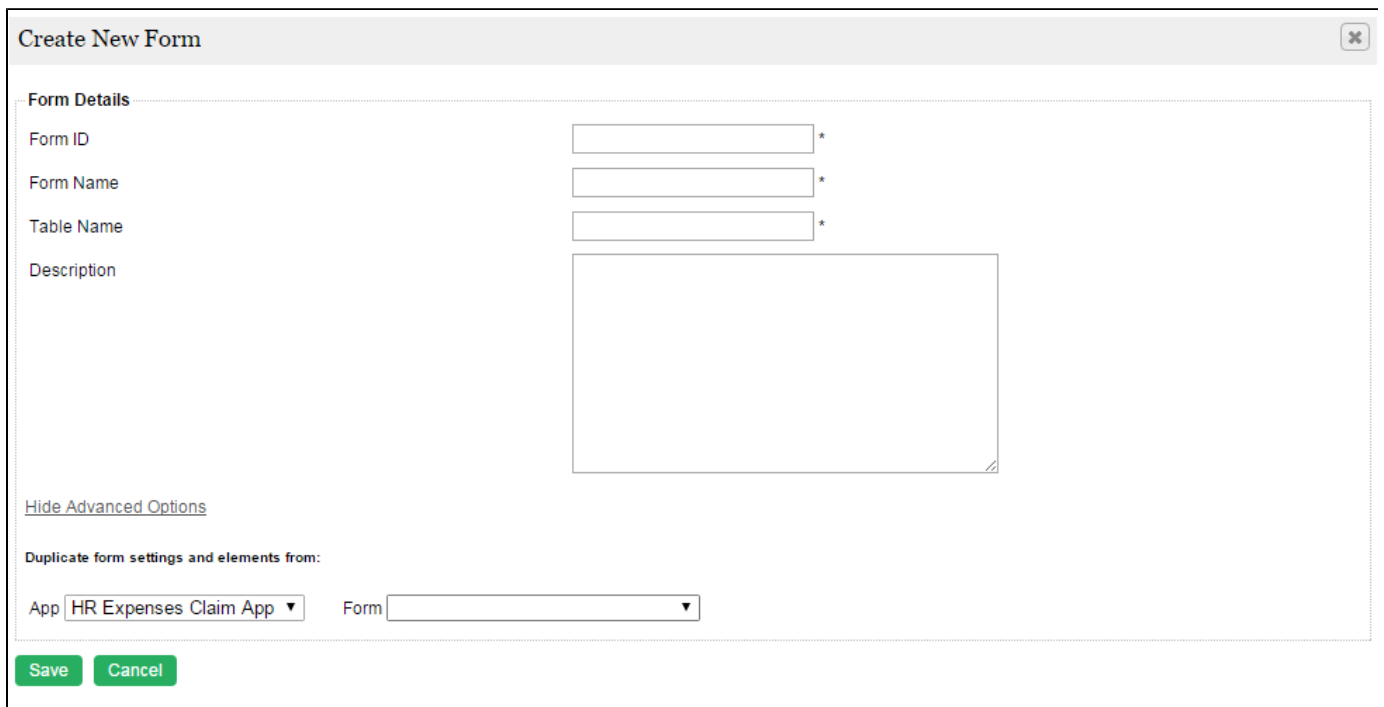 Create New Form
Form Details
Form ID *
Form Name *
Table Name *
Description
Hide Advanced Options
Duplicate form settings and elements from:
App HR Expenses Claim App Form
Save Cancel